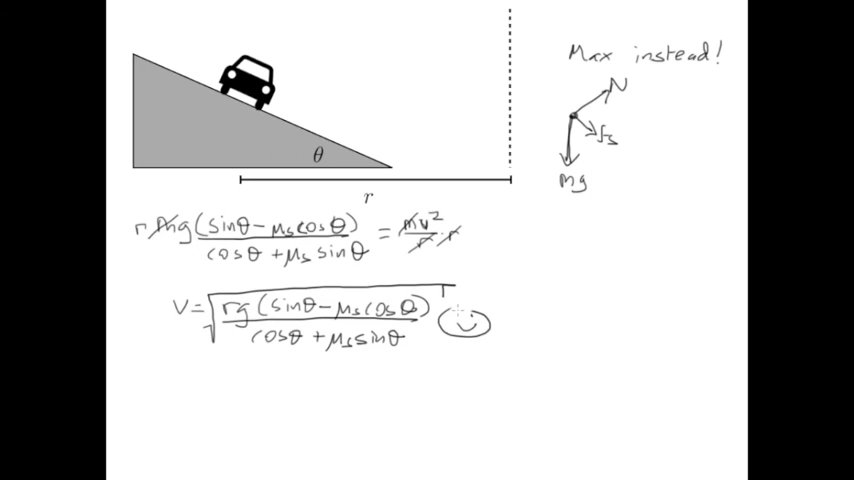 Max instead!
N
fs
mg
θ
r
r mg (sinθ - μs cosθ) / cosθ + μs sinθ = mv² / r · r
v = √ rg (sinθ - μs cosθ) / cosθ + μs sinθ